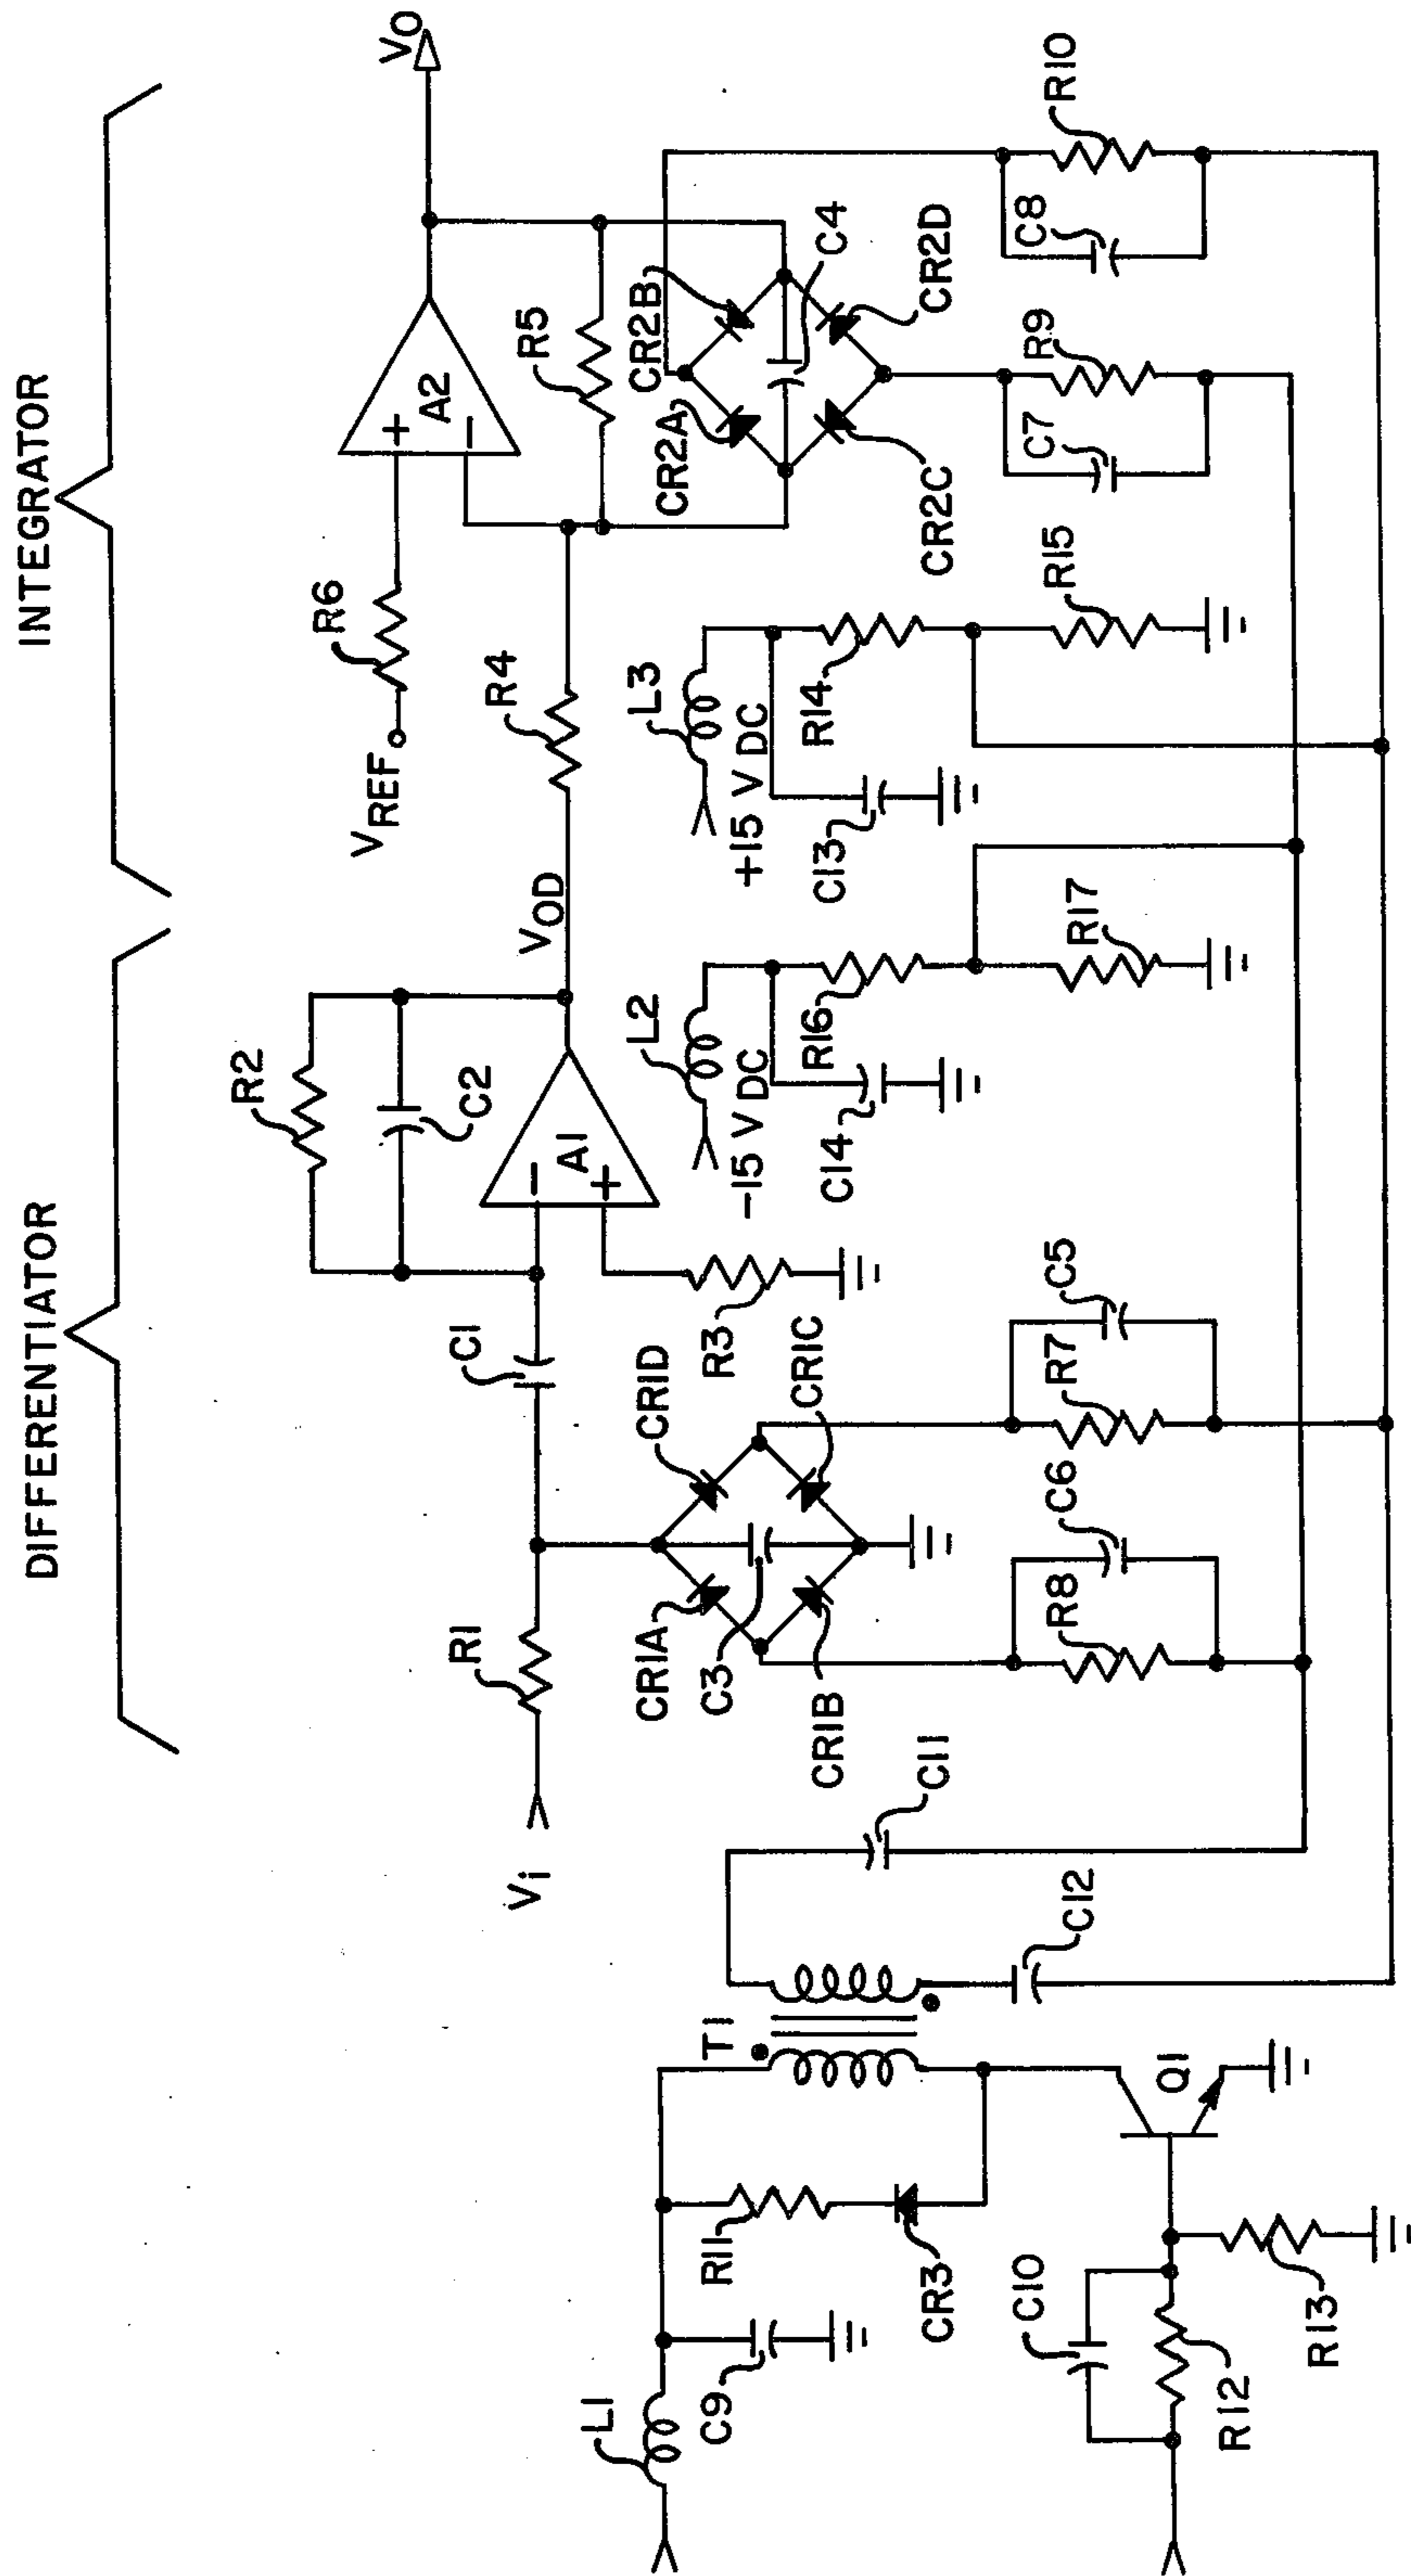 DIFFERENTIATOR
INTEGRATOR
R2
C2
R6
VREF
A2
+
−
VO
R1
Vi
C1
A1
−
+
VOD
R4
R5
CR2B
CR2A
C4
CR2D
CR2C
R3
CR1D
CR1A
C3
CR1B
CR1C
L2
−15 V DC
R16
C14
R17
L3
+15 V DC
R14
C13
R15
C5
R7
C6
R8
C7
R9
C8
R10
C11
C12
T1
L1
C9
R11
CR3
Q1
C10
R12
R13